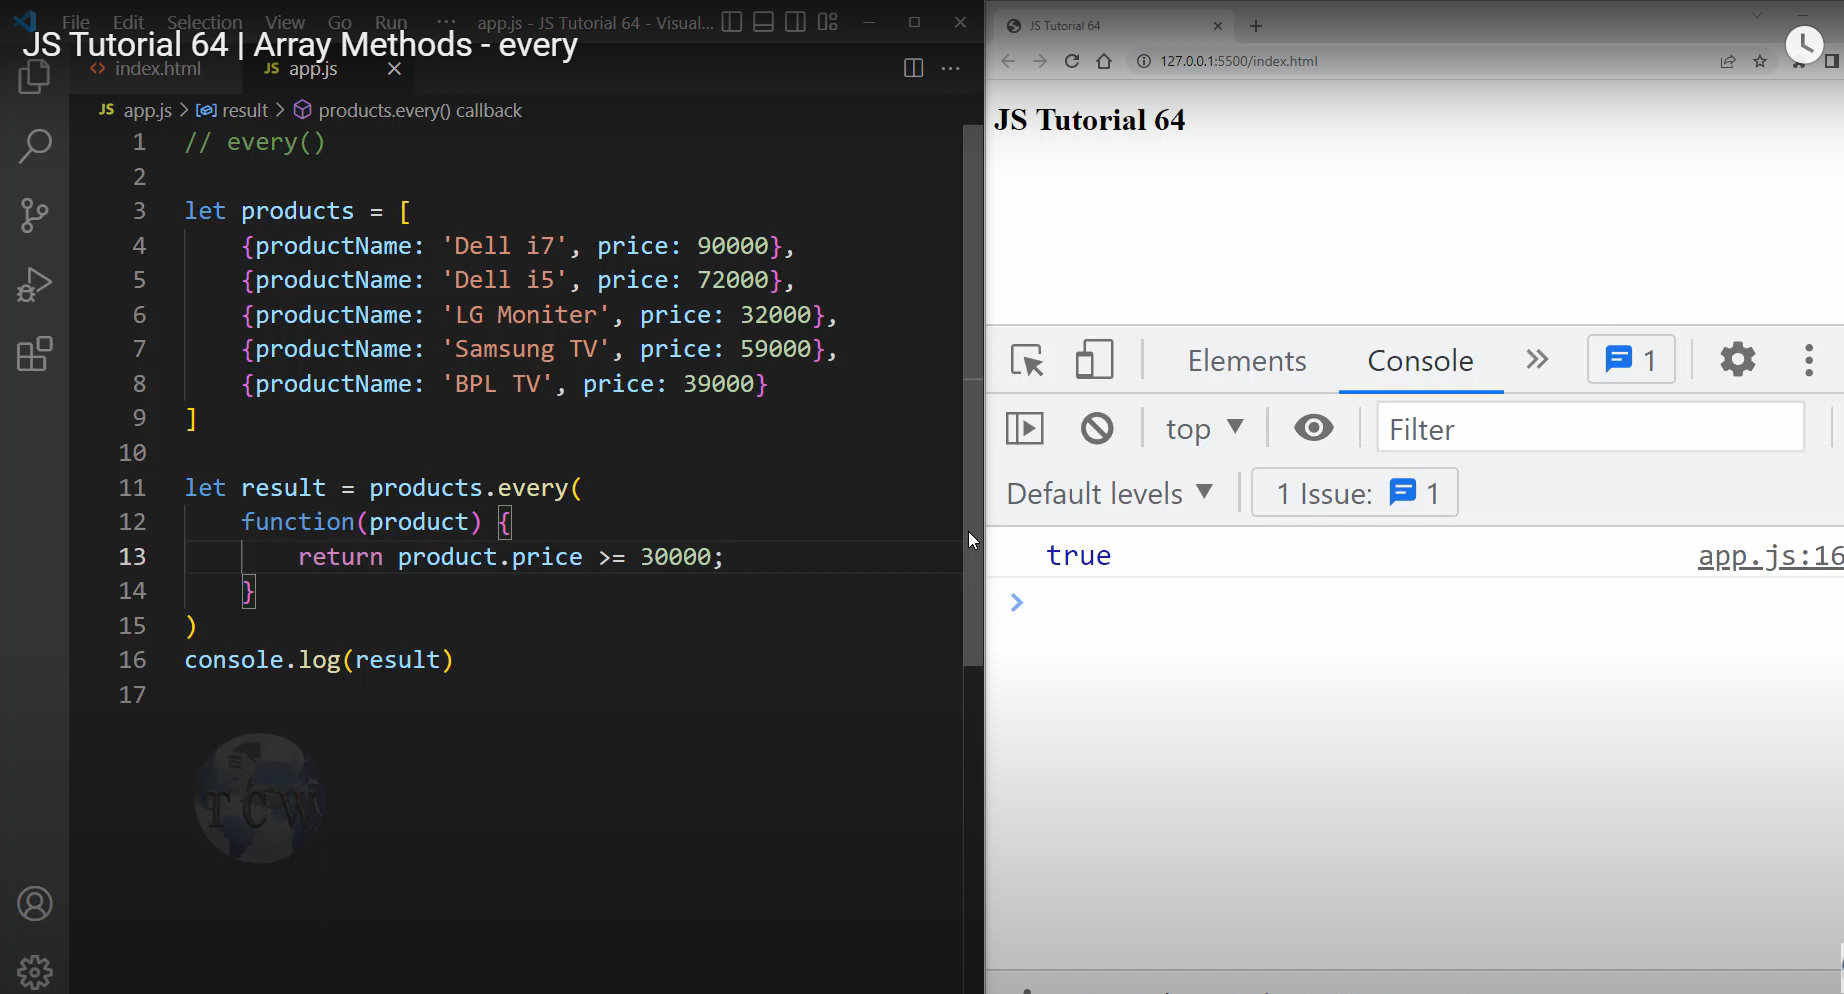 File Edit Selection View Go Run ··· app.js - JS Tutorial 64 - Visual...
JS Tutorial 64 | Array Methods - every
index.html JS app.js
JS app.js > result > products.every() callback
1 // every()
2
3 let products = [
4 {productName: 'Dell i7', price: 90000},
5 {productName: 'Dell i5', price: 72000},
6 {productName: 'LG Moniter', price: 32000},
7 {productName: 'Samsung TV', price: 59000},
8 {productName: 'BPL TV', price: 39000}
9 ]
10
11 let result = products.every(
12 function(product) {
13 return product.price >= 30000;
14 }
15 )
16 console.log(result)
17
TCW
JS Tutorial 64
127.0.0.1:5500/index.html
JS Tutorial 64
Elements Console 1
top Filter
Default levels 1 Issue: 1
true app.js:16